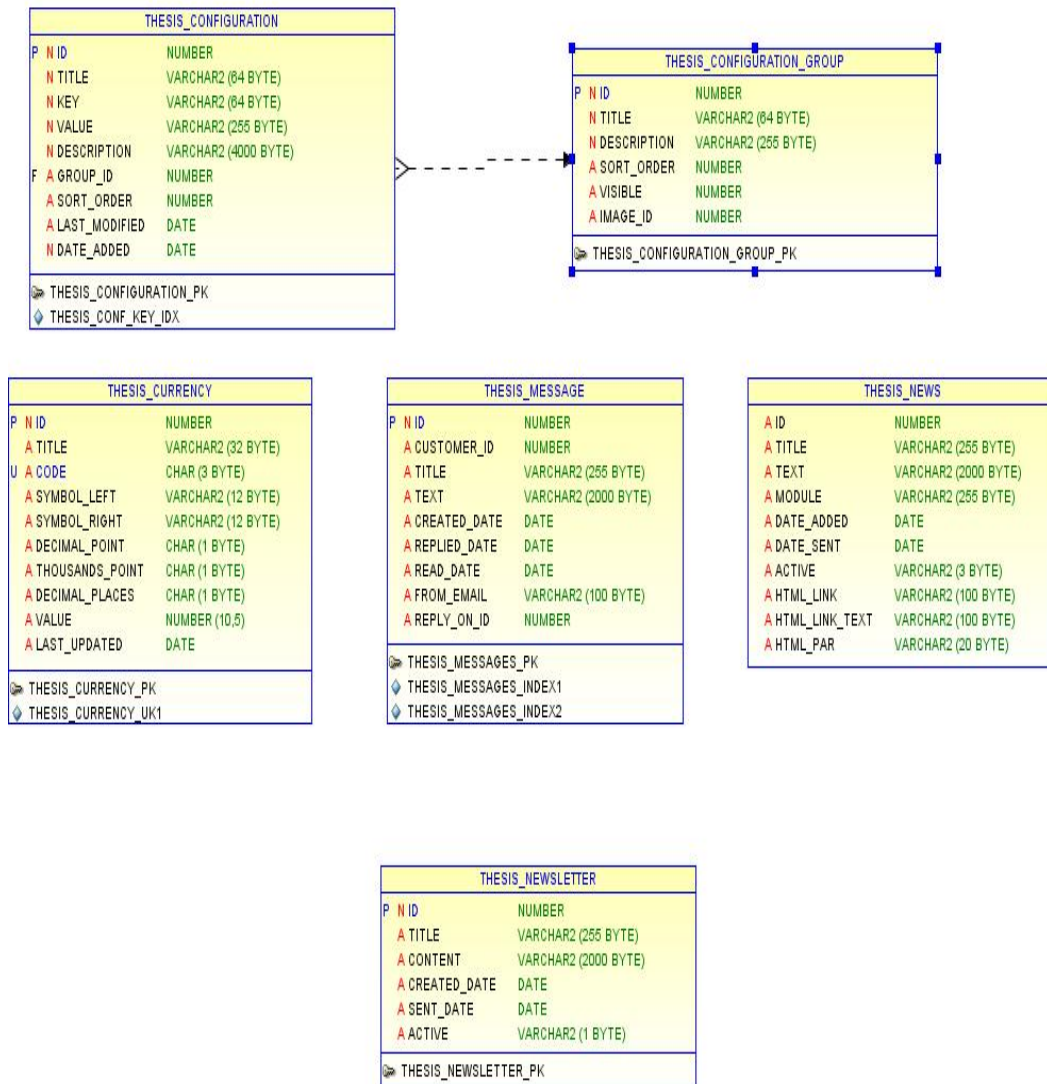 THESIS_CONFIGURATION
P N ID NUMBER
N TITLE VARCHAR2 (64 BYTE)
N KEY VARCHAR2 (64 BYTE)
N VALUE VARCHAR2 (255 BYTE)
N DESCRIPTION VARCHAR2 (4000 BYTE)
F A GROUP_ID NUMBER
A SORT_ORDER NUMBER
A LAST_MODIFIED DATE
N DATE_ADDED DATE
THESIS_CONFIGURATION_PK
THESIS_CONF_KEY_IDX
THESIS_CONFIGURATION_GROUP
P N ID NUMBER
N TITLE VARCHAR2 (64 BYTE)
N DESCRIPTION VARCHAR2 (255 BYTE)
A SORT_ORDER NUMBER
A VISIBLE NUMBER
A IMAGE_ID NUMBER
THESIS_CONFIGURATION_GROUP_PK
THESIS_CURRENCY
P N ID NUMBER
A TITLE VARCHAR2 (32 BYTE)
U A CODE CHAR (3 BYTE)
A SYMBOL_LEFT VARCHAR2 (12 BYTE)
A SYMBOL_RIGHT VARCHAR2 (12 BYTE)
A DECIMAL_POINT CHAR (1 BYTE)
A THOUSANDS_POINT CHAR (1 BYTE)
A DECIMAL_PLACES CHAR (1 BYTE)
A VALUE NUMBER (10,5)
A LAST_UPDATED DATE
THESIS_CURRENCY_PK
THESIS_CURRENCY_UK1
THESIS_MESSAGE
P N ID NUMBER
A CUSTOMER_ID NUMBER
A TITLE VARCHAR2 (255 BYTE)
A TEXT VARCHAR2 (2000 BYTE)
A CREATED_DATE DATE
A REPLIED_DATE DATE
A READ_DATE DATE
A FROM_EMAIL VARCHAR2 (100 BYTE)
A REPLY_ON_ID NUMBER
THESIS_MESSAGES_PK
THESIS_MESSAGES_INDEX1
THESIS_MESSAGES_INDEX2
THESIS_NEWS
A ID NUMBER
A TITLE VARCHAR2 (255 BYTE)
A TEXT VARCHAR2 (2000 BYTE)
A MODULE VARCHAR2 (255 BYTE)
A DATE_ADDED DATE
A DATE_SENT DATE
A ACTIVE VARCHAR2 (3 BYTE)
A HTML_LINK VARCHAR2 (100 BYTE)
A HTML_LINK_TEXT VARCHAR2 (100 BYTE)
A HTML_PAR VARCHAR2 (20 BYTE)
THESIS_NEWSLETTER
P N ID NUMBER
A TITLE VARCHAR2 (255 BYTE)
A CONTENT VARCHAR2 (2000 BYTE)
A CREATED_DATE DATE
A SENT_DATE DATE
A ACTIVE VARCHAR2 (1 BYTE)
THESIS_NEWSLETTER_PK